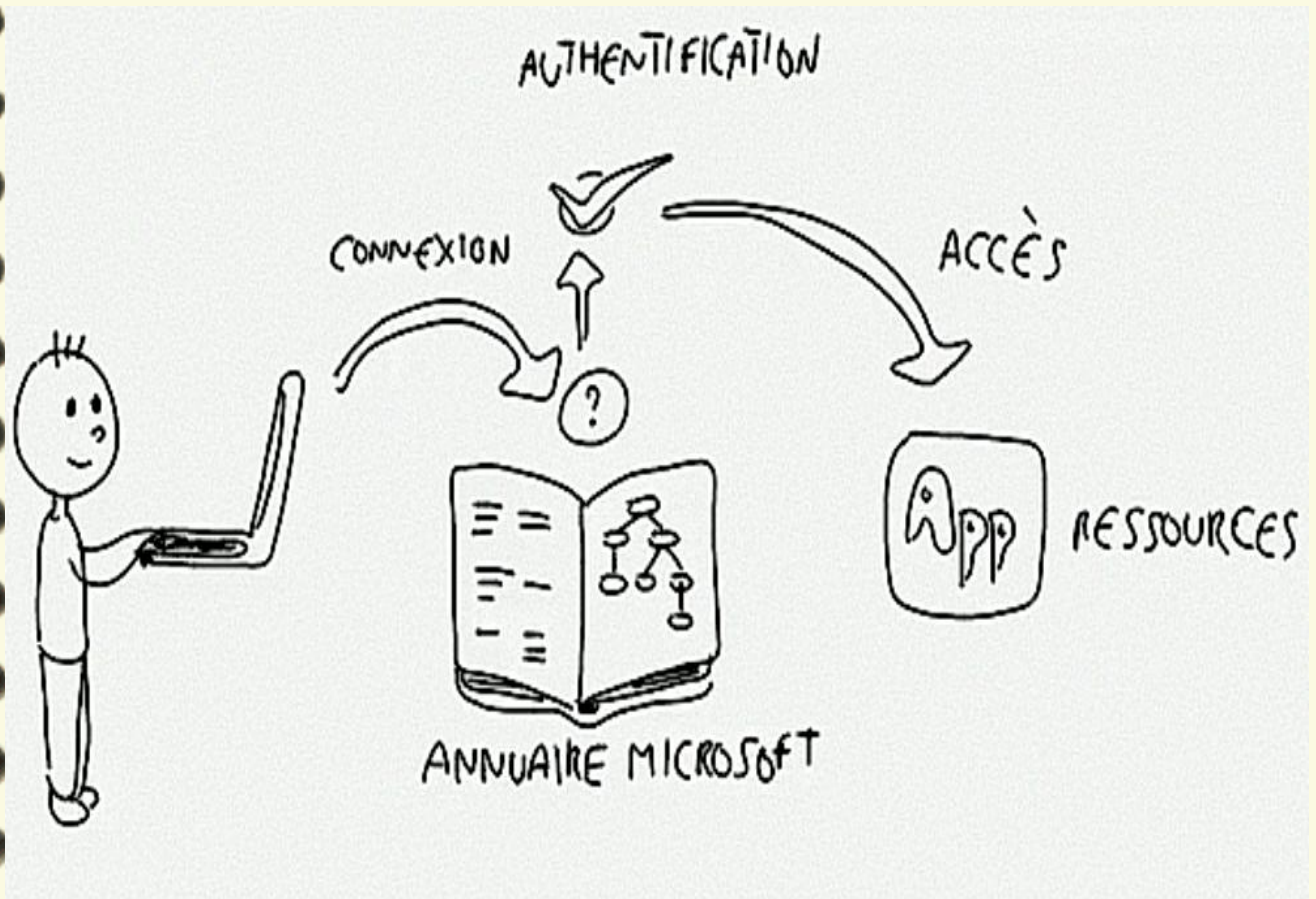 AUTHENTIFICATION
CONNEXION
ACCÈS
?
App
RESSOURCES
ANNUAIRE MICROSOFT